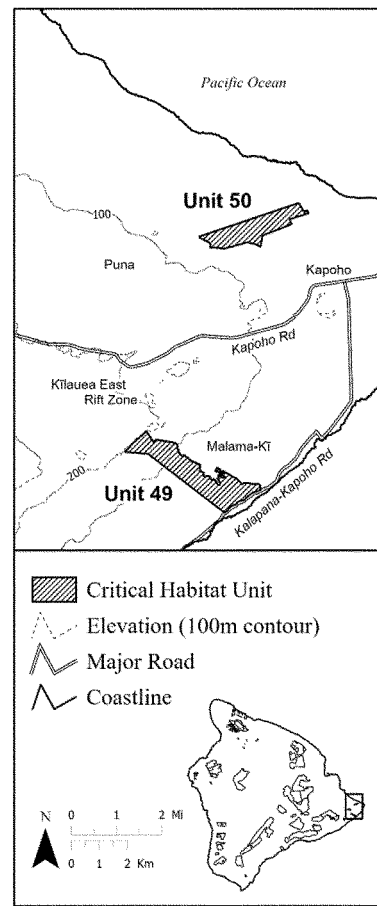 Pacific Ocean
Unit 50
100
Puna
Kapoho
Kapoho Rd
Kīlauea East
Rift Zone
Malama-Kī
200
Unit 49
Kalapana-Kapoho Rd
Critical Habitat Unit
Elevation (100m contour)
Major Road
Coastline
N
0 1 2 Mi
0 1 2 Km